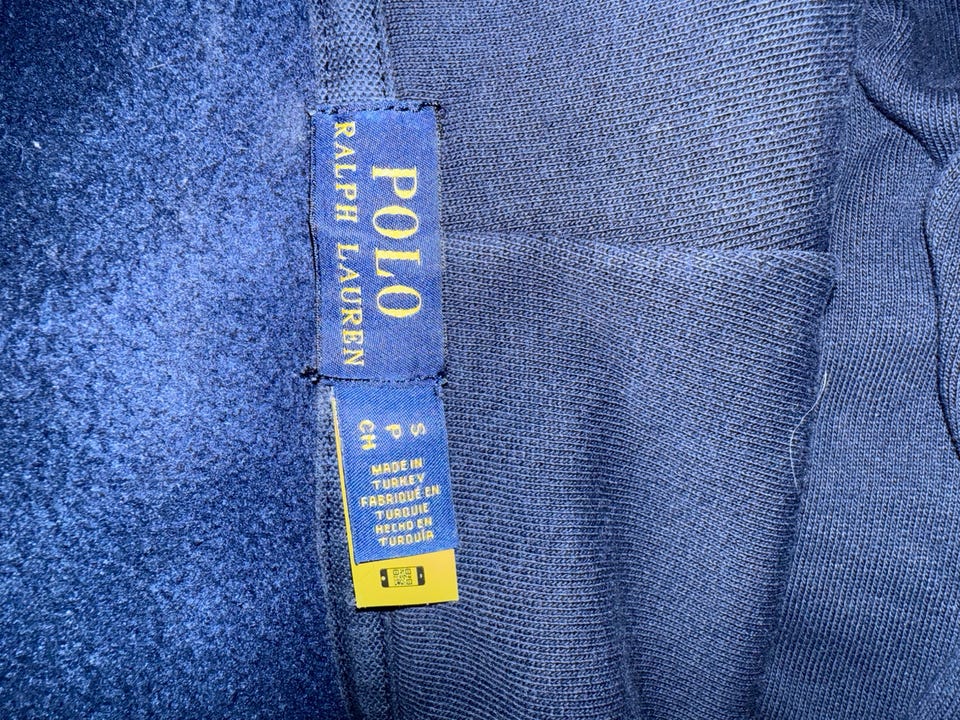 POLO
RALPH LAUREN
S
P
CH
MADE IN
TURKEY
FABRIQUÉ EN
TURQUIE
HECHO EN
TURQUÍA